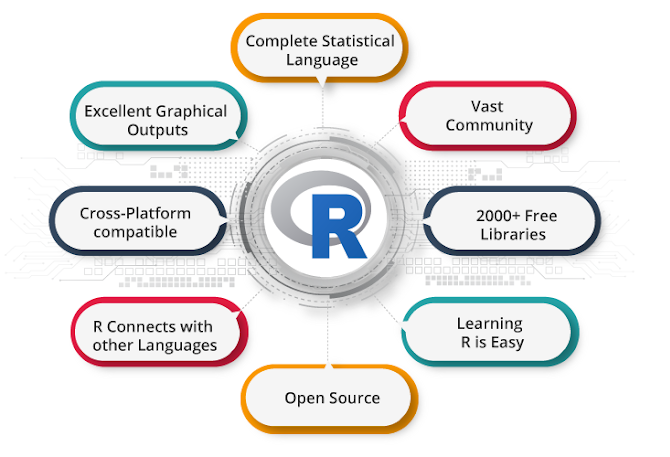 Complete Statistical
Language
Excellent Graphical
Outputs
Vast
Community
Cross-Platform
compatible
R
2000+ Free
Libraries
R Connects with
other Languages
Learning
R is Easy
Open Source